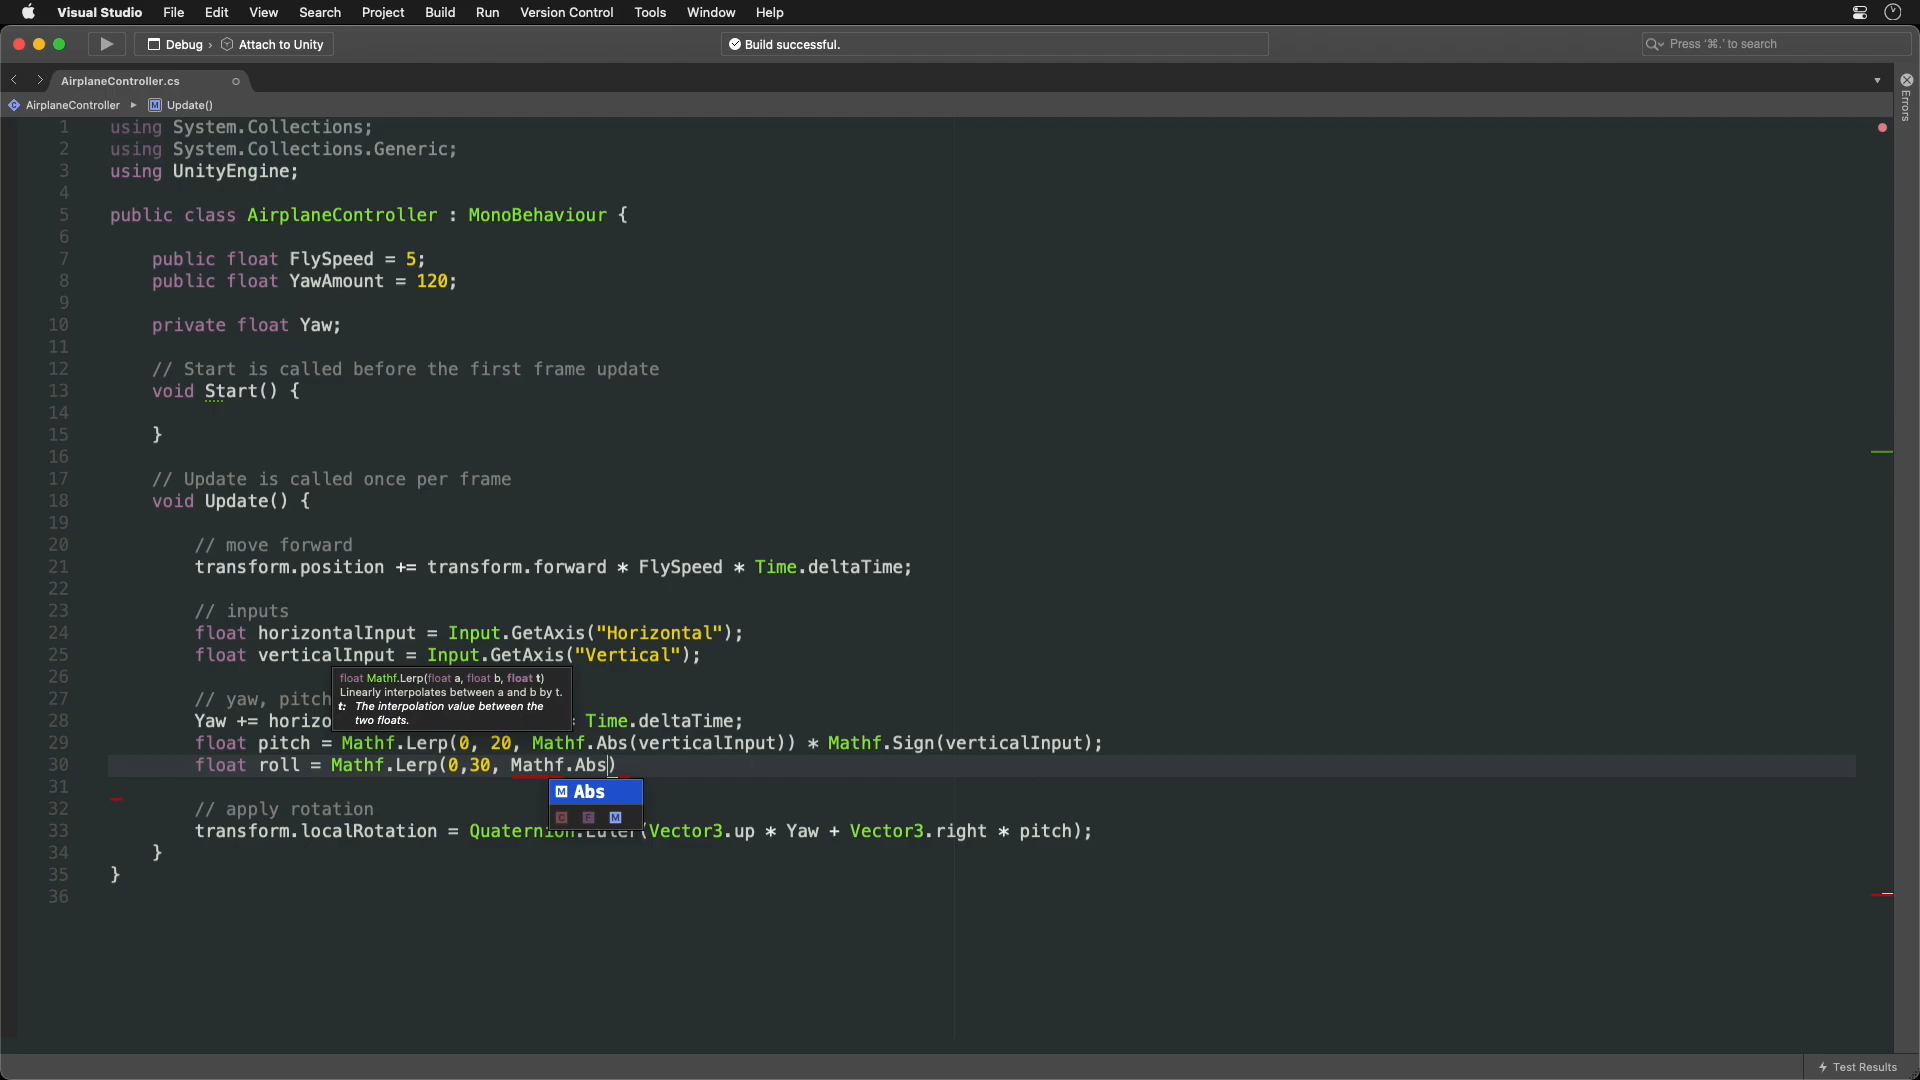 Visual Studio File Edit View Search Project Build Run Version Control Tools Window Help
Debug › Attach to Unity Build successful. Press ‘⌘.’ to search
AirplaneController.cs
AirplaneController ▸ M Update()
Errors
1 using System.Collections;
2 using System.Collections.Generic;
3 using UnityEngine;
4
5 public class AirplaneController : MonoBehaviour {
6
7 public float FlySpeed = 5;
8 public float YawAmount = 120;
9
10 private float Yaw;
11
12 // Start is called before the first frame update
13 void Start() {
14
15 }
16
17 // Update is called once per frame
18 void Update() {
19
20 // move forward
21 transform.position += transform.forward * FlySpeed * Time.deltaTime;
22
23 // inputs
24 float horizontalInput = Input.GetAxis("Horizontal");
25 float verticalInput = Input.GetAxis("Vertical");
26
float Mathf.Lerp(float a, float b, float t)
Linearly interpolates between a and b by t.
t: The interpolation value between the
two floats.
27 // yaw, pitch
28 Yaw += horizo Time.deltaTime;
29 float pitch = Mathf.Lerp(0, 20, Mathf.Abs(verticalInput)) * Mathf.Sign(verticalInput);
30 float roll = Mathf.Lerp(0,30, Mathf.Abs)
31
M Abs
C E M
32 // apply rotation
33 transform.localRotation = Quaternion.Euler(Vector3.up * Yaw + Vector3.right * pitch);
34 }
35 }
36
Test Results